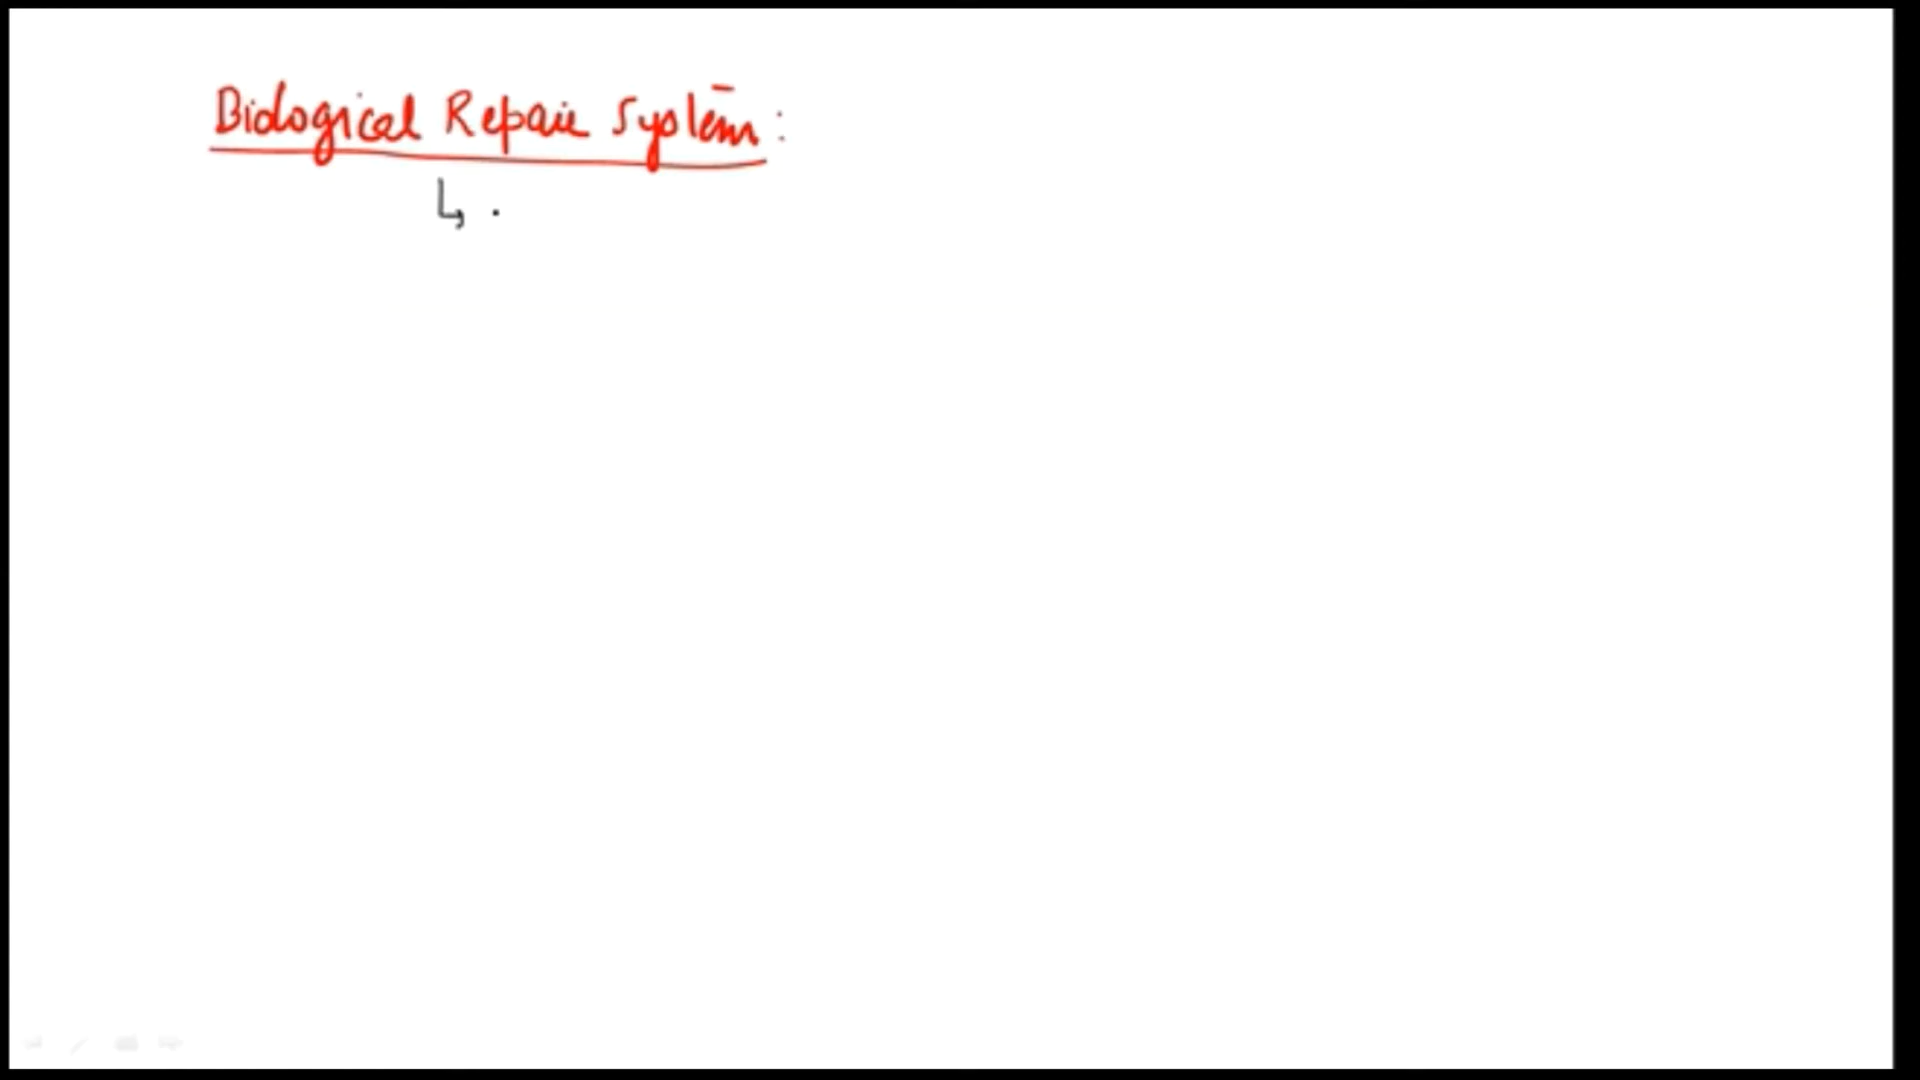 Biological Repair System :
↳ .